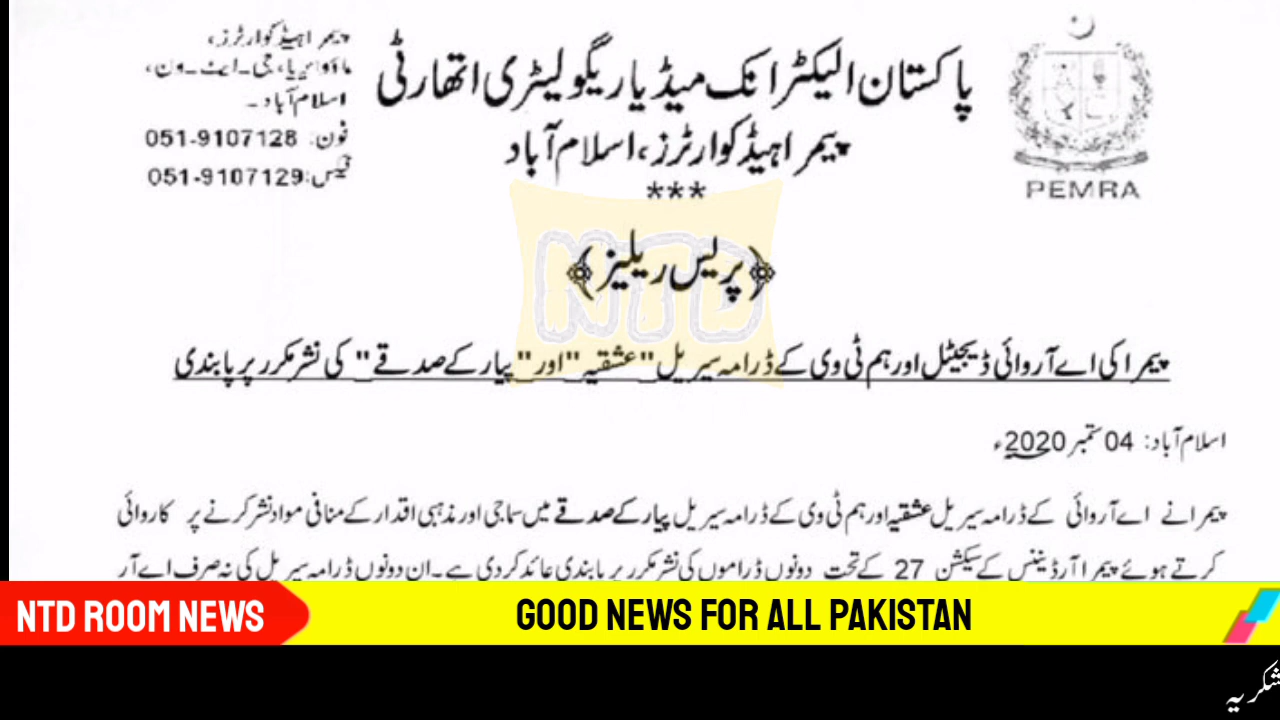 پیمرا ہیڈکوارٹرز،
ماؤایریا، جی۔ایٹ۔ون،
اسلام آباد۔
فون: 051-9107128
فیکس: 051-9107129
پاکستان الیکٹرانک میڈیا ریگولیٹری اتھارٹی
پیمرا ہیڈکوارٹرز، اسلام آباد
***
PEMRA
NTD
﴿پریس ریلیز﴾
پیمرا کی اے آر وائی ڈیجیٹل اور ہم ٹی وی کے ڈرامہ سیریل "عشقیہ" اور "پیار کے صدقے" کی نشر مکرر پر پابندی
اسلام آباد: 04 ستمبر 2020ء
پیمرا نے اے آر وائی کے ڈرامہ سیریل عشقیہ اور ہم ٹی وی کے ڈرامہ سیریل پیار کے صدقے میں سماجی اور مذہبی اقدار کے منافی مواد نشر کرنے پر کاروائی
کرتے ہوئے پیمرا آرڈیننس کے سیکشن 27 کے تحت دونوں ڈراموں کی نشر مکرر پر پابندی عائد کر دی ہے۔ ان دونوں ڈرامہ سیریل کی نہ صرف اے آر
NTD ROOM NEWS
GOOD NEWS FOR ALL PAKISTAN
شکریہ